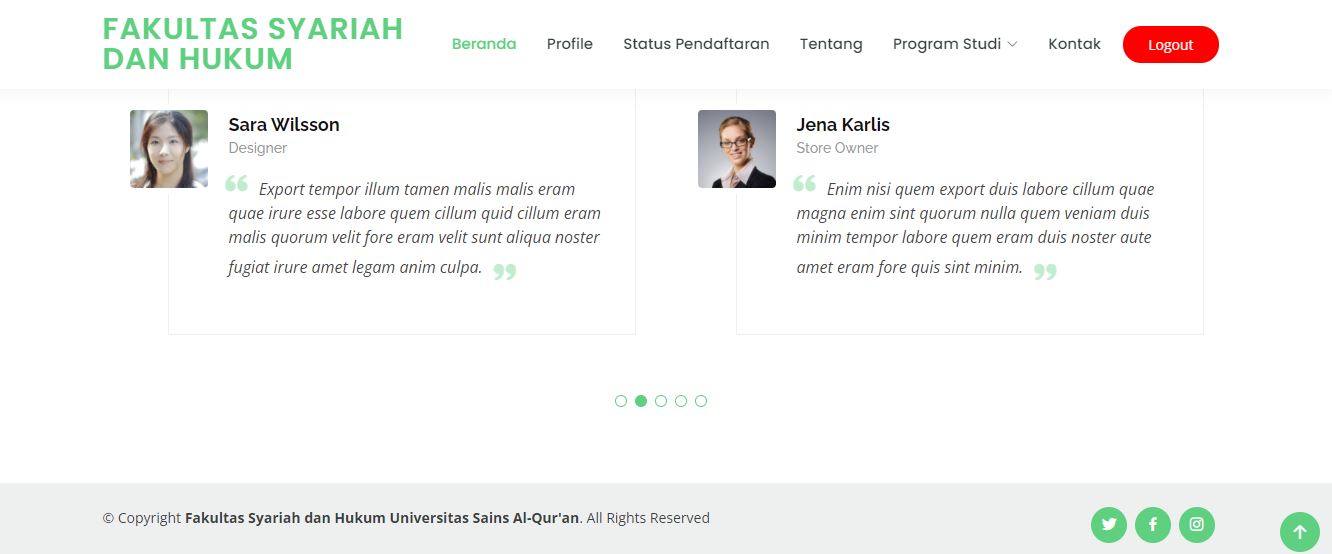 FAKULTAS SYARIAH
DAN HUKUM
Beranda
Profile
Status Pendaftaran
Tentang
Program Studi
Kontak
Logout
Sara Wilsson
Designer
“ Export tempor illum tamen malis malis eram
quae irure esse labore quem cillum quid cillum eram
malis quorum velit fore eram velit sunt aliqua noster
fugiat irure amet legam anim culpa. ”
Jena Karlis
Store Owner
“ Enim nisi quem export duis labore cillum quae
magna enim sint quorum nulla quem veniam duis
minim tempor labore quem eram duis noster aute
amet eram fore quis sint minim. ”
© Copyright Fakultas Syariah dan Hukum Universitas Sains Al-Qur'an. All Rights Reserved